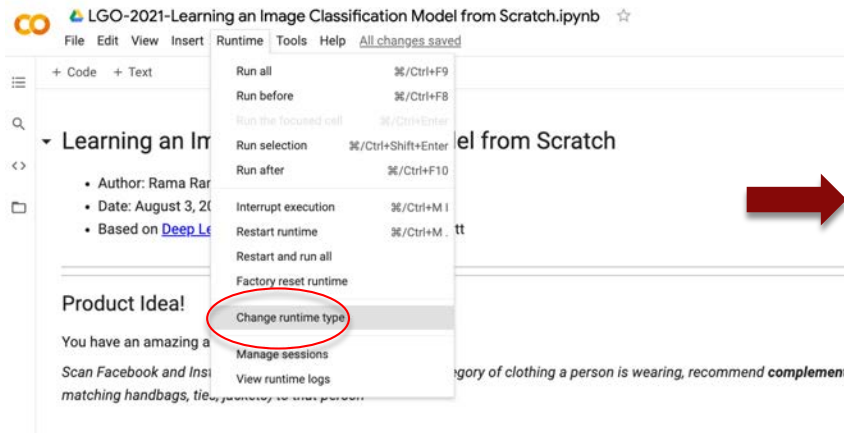 LGO-2021-Learning an Image Classification Model from Scratch.ipynb
File Edit View Insert Runtime Tools Help All changes saved
+ Code + Text
Run all ⌘/Ctrl+F9
Run before ⌘/Ctrl+F8
Run the focused cell ⌘/Ctrl+Enter
Run selection ⌘/Ctrl+Shift+Enter
Run after ⌘/Ctrl+F10
Interrupt execution ⌘/Ctrl+M I
Restart runtime ⌘/Ctrl+M .
Restart and run all
Factory reset runtime
Change runtime type
Manage sessions
View runtime logs
Learning an Im el from Scratch
• Author: Rama Rar
• Date: August 3, 20
• Based on Deep Le tt
Product Idea!
You have an amazing a
Scan Facebook and Inst egory of clothing a person is wearing, recommend complement
matching handbags, ties, jackets) to that person